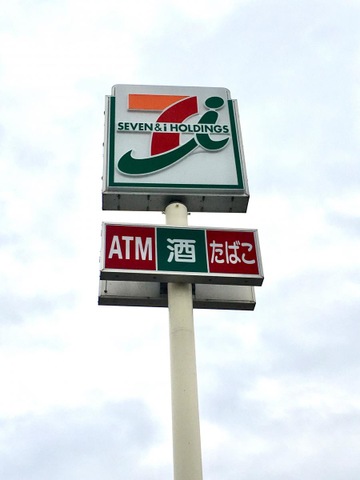 SEVEN & i HOLDINGS
ATM 酒 たばこ